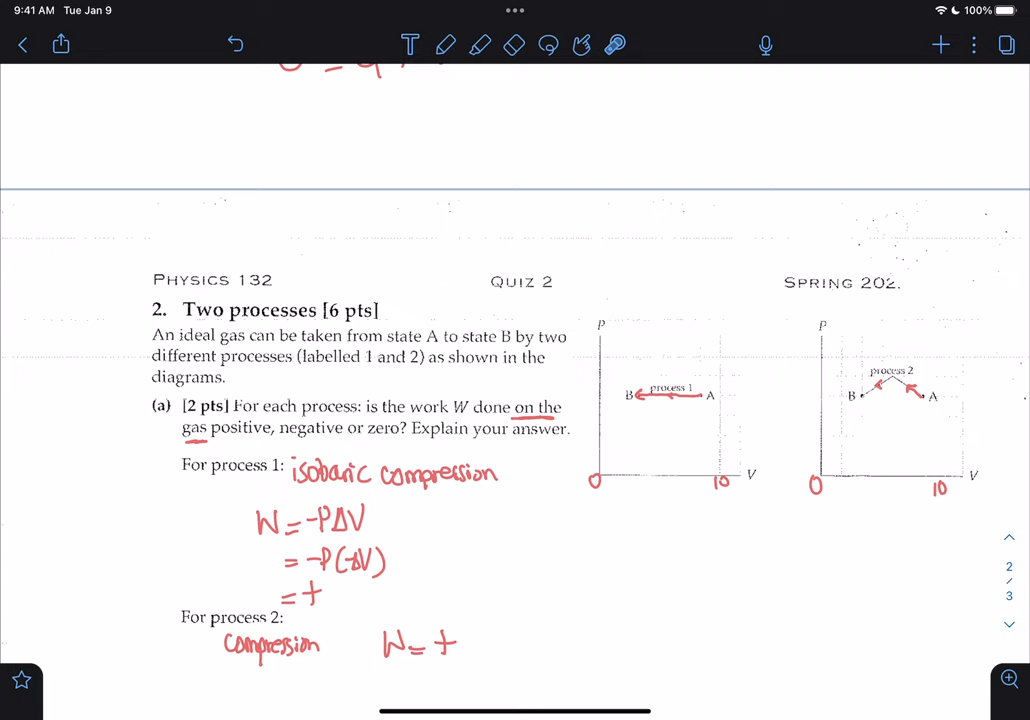 9:41 AM Tue Jan 9
100%
PHYSICS 132
QUIZ 2
SPRING 202.
2. Two processes [6 pts]
An ideal gas can be taken from state A to state B by two
different processes (labelled 1 and 2) as shown in the
diagrams.
(a) [2 pts] For each process: is the work W done on the
gas positive, negative or zero? Explain your answer.
For process 1: isobaric compression
W = -PΔV
= -P(-ΔV)
= +
For process 2:
compression W = +
P
process 1
B A
V
0 10
P
process 2
B A
V
0 10
2
/
3